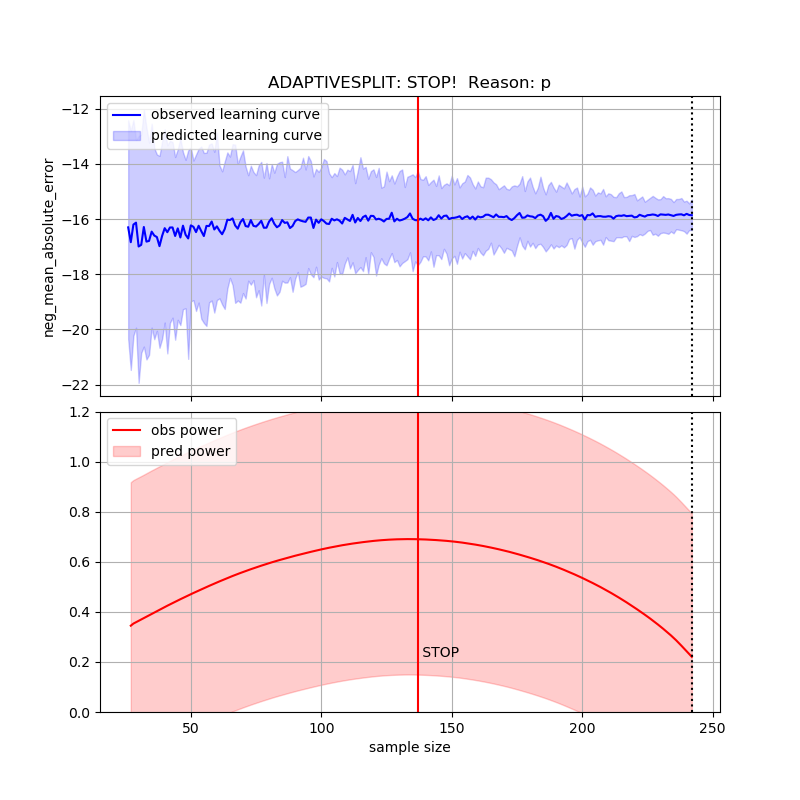 ADAPTIVESPLIT: STOP!  Reason: p
observed learning curve
predicted learning curve
neg_mean_absolute_error
−12
−14
−16
−18
−20
−22
obs power
pred power
1.2
1.0
0.8
0.6
0.4
0.2
0.0
STOP
50
100
150
200
250
sample size